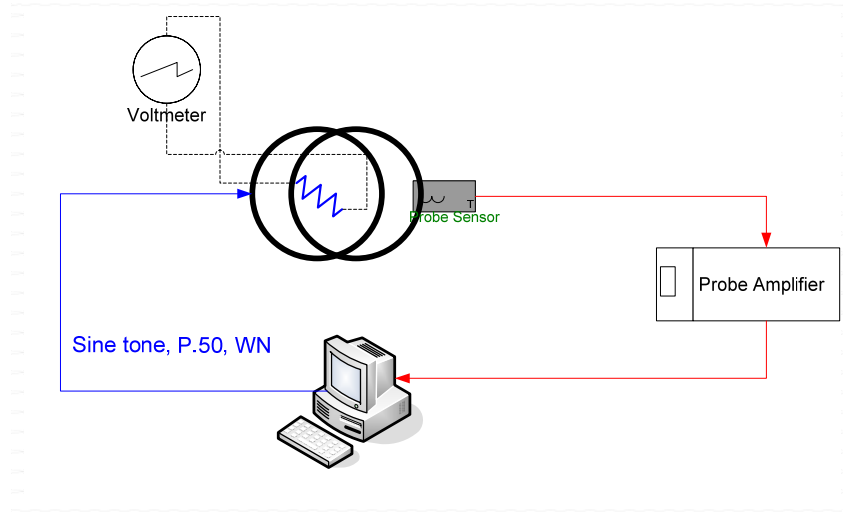 Voltmeter
T
Probe Sensor
Probe Amplifier
Sine tone, P.50, WN